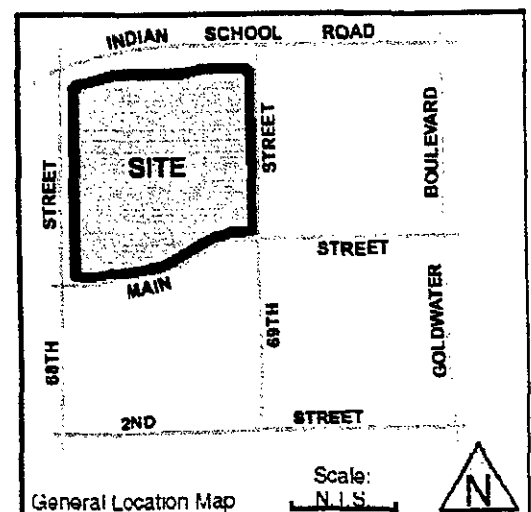 INDIAN SCHOOL ROAD
SITE
STREET
STREET
BOULEVARD
STREET
MAIN
68TH
69TH
GOLDWATER
2ND STREET
General Location Map
Scale:
N.T.S.
N